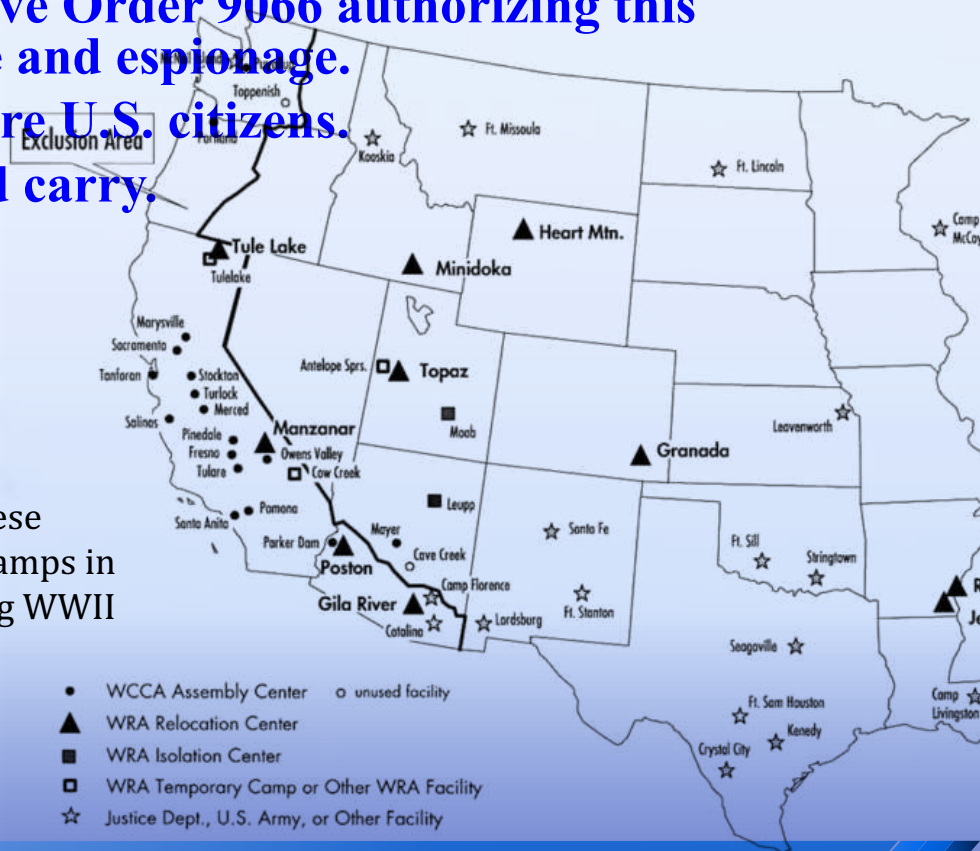 ve Order 9066 authorizing this
e and espionage.
re U.S. citizens.
d carry.
Toppenish
Portland
Exclusion Area
Kooskia
Ft. Missoula
Ft. Lincoln
Camp
McCoy
Heart Mtn.
Tule Lake
Tulelake
Minidoka
Marysville
Sacramento
Tanforan
Stockton
Turlock
Merced
Salinas
Antelope Sprs.
Topaz
Moab
Leavenworth
Manzanar
Pinedale
Owens Valley
Fresno
Tulare
Cow Creek
Granada
Leupp
Pomona
Santa Anita
ese
amps in
g WWII
Parker Dam
Mayer
Cave Creek
Poston
Camp Florence
Gila River
Catalina
Lordsburg
Santa Fe
Ft. Stanton
Ft. Sill
Stringtown
R
Je
Seagoville
Ft. Sam Houston
Kenedy
Crystal City
Camp
Livingston
WCCA Assembly Center
unused facility
WRA Relocation Center
WRA Isolation Center
WRA Temporary Camp or Other WRA Facility
Justice Dept., U.S. Army, or Other Facility